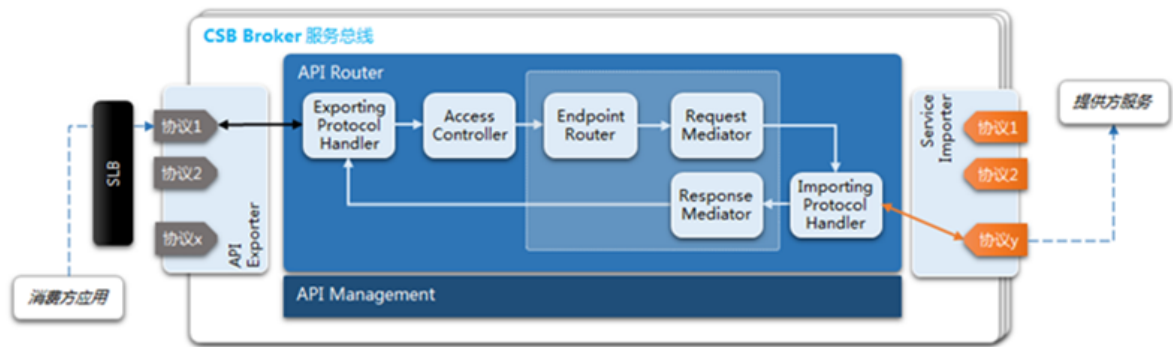 CSB Broker 服务总线
API Router
Exporting
Protocol
Handler
Access
Controller
Endpoint
Router
Request
Mediator
Response
Mediator
Importing
Protocol
Handler
API Management
SLB
协议1
协议2
协议x
API
Exporter
消费方应用
Service
Importer
协议1
协议2
协议y
提供方服务